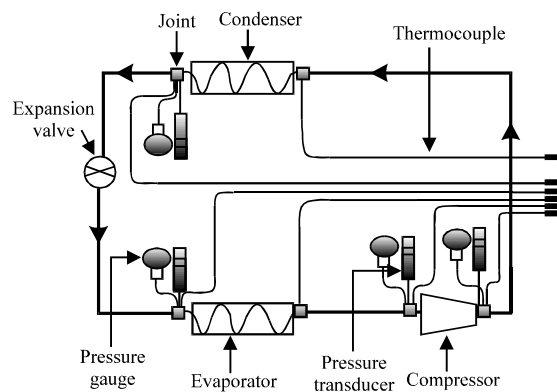 Joint
Condenser
Thermocouple
Expansion
valve
Pressure
gauge
Evaporator
Pressure
transducer
Compressor